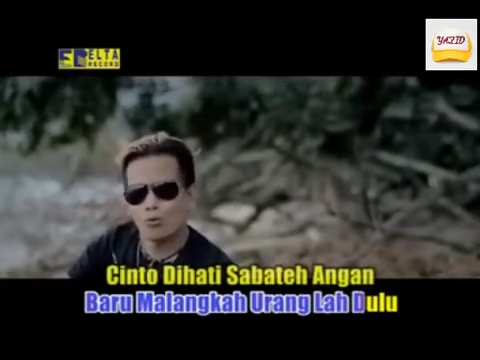 ELTA
RECORD
YAZID
Cinto Dihati Sabateh Angan
Baru Malangkah Urang Lah Dulu